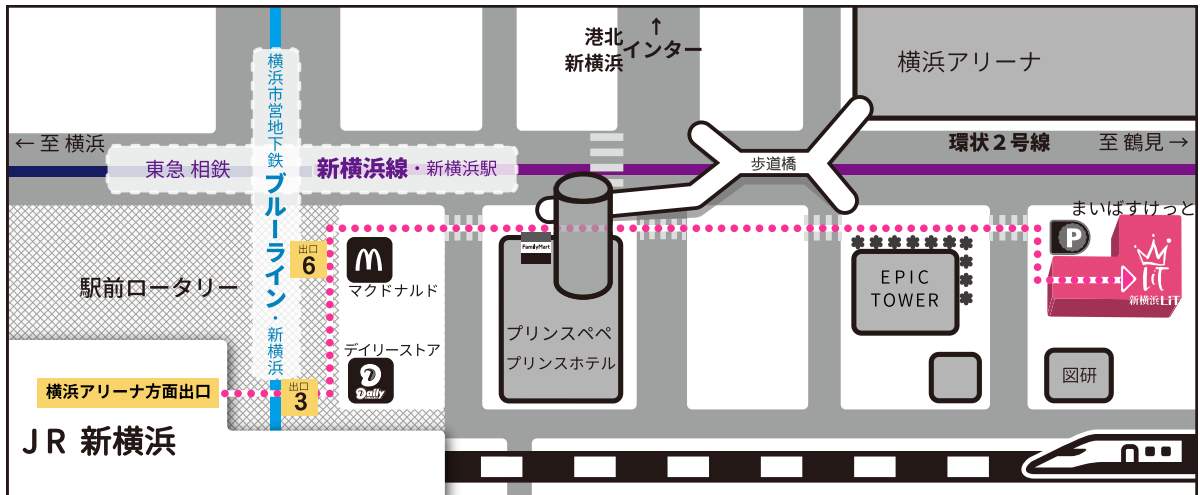 港北
新横浜
↑
インター
横浜アリーナ
← 至 横浜
環状2号線
至 鶴見 →
歩道橋
東急 相鉄
新横浜線・新横浜駅
横浜市営地下鉄 ブルーライン・新横浜
まいばすけっと
P
出口
6
FamilyMart
マクドナルド
駅前ロータリー
EPIC
TOWER
LiT
新横浜LiT
プリンスペペ
プリンスホテル
デイリーストア
Daily
横浜アリーナ方面出口
出口
3
図研
JR 新横浜